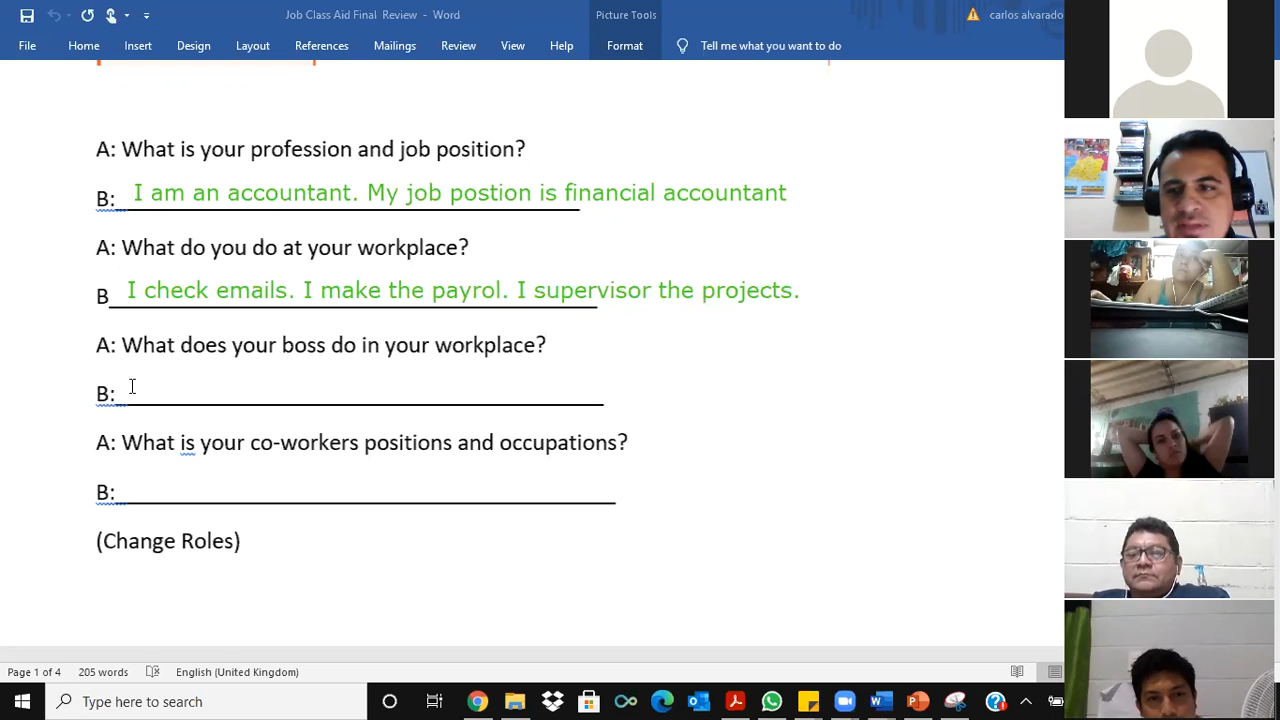 Job Class Aid Final Review - Word
Picture Tools
carlos alvarado
File Home Insert Design Layout References Mailings Review View Help Format Tell me what you want to do
A: What is your profession and job position?
B: I am an accountant. My job postion is financial accountant
A: What do you do at your workplace?
B I check emails. I make the payrol. I supervisor the projects.
A: What does your boss do in your workplace?
B:
A: What is your co-workers positions and occupations?
B:
(Change Roles)
Page 1 of 4 205 words English (United Kingdom)
Type here to search